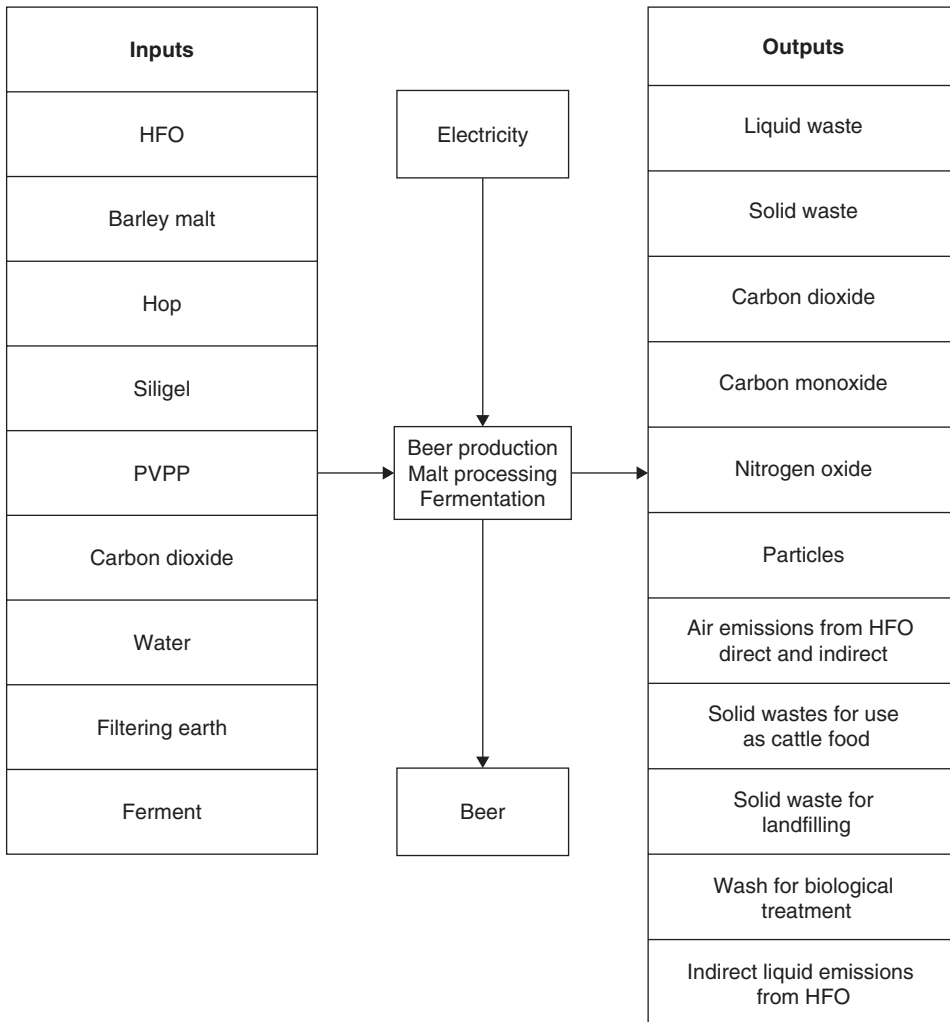 Inputs
HFO
Barley malt
Hop
Siligel
PVPP
Carbon dioxide
Water
Filtering earth
Ferment
Electricity
Beer production
Malt processing
Fermentation
Beer
Outputs
Liquid waste
Solid waste
Carbon dioxide
Carbon monoxide
Nitrogen oxide
Particles
Air emissions from HFO
direct and indirect
Solid wastes for use
as cattle food
Solid waste for
landfilling
Wash for biological
treatment
Indirect liquid emissions
from HFO